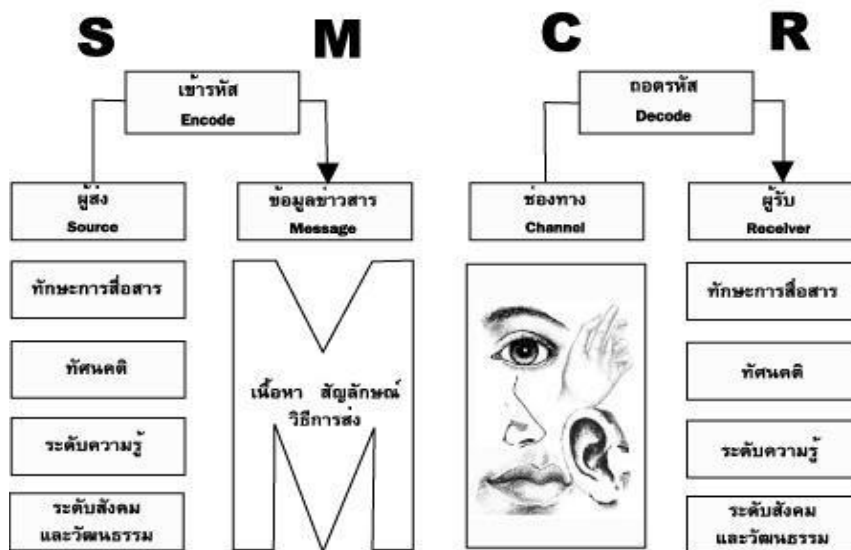 S M C R
เข้ารหัส
Encode
ถอดรหัส
Decode
ผู้ส่ง
Source
ข้อมูลข่าวสาร
Message
ช่องทาง
Channel
ผู้รับ
Receiver
ทักษะการสื่อสาร
ทัศนคติ
ระดับความรู้
ระดับสังคม
และวัฒนธรรม
เนื้อหา สัญลักษณ์
วิธีการส่ง
ทักษะการสื่อสาร
ทัศนคติ
ระดับความรู้
ระดับสังคม
และวัฒนธรรม